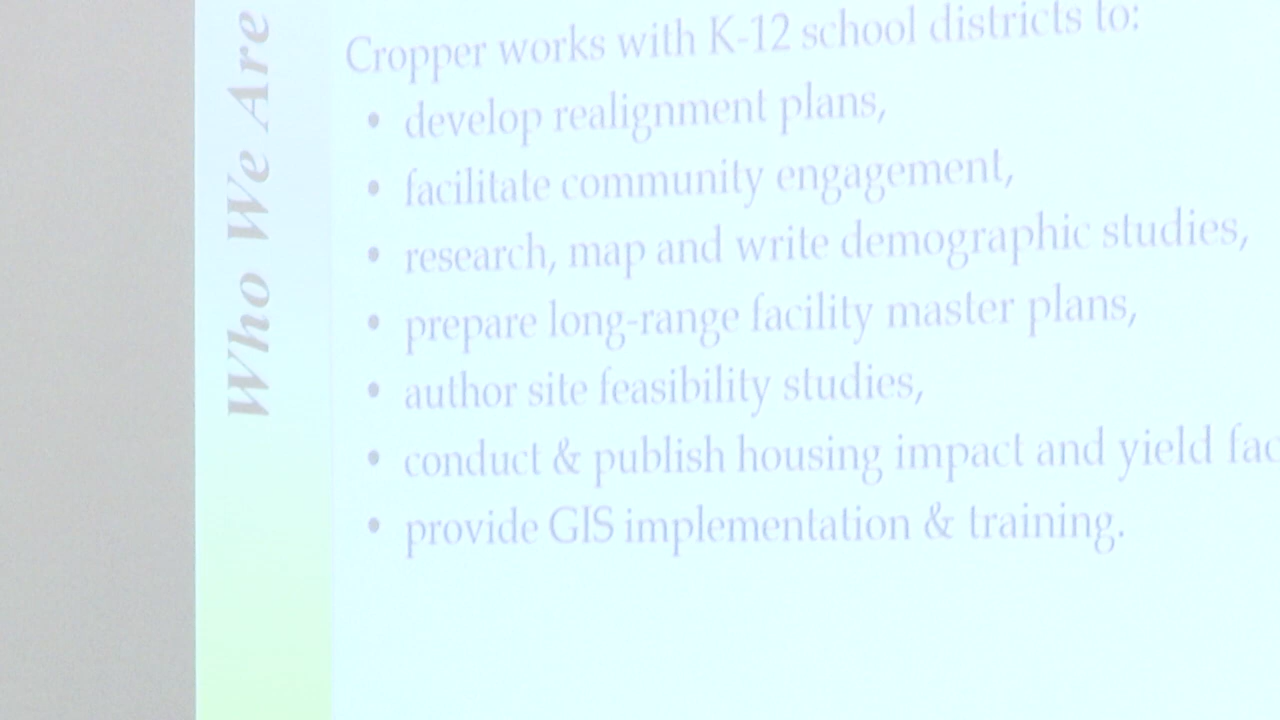 Who We Are
Cropper works with K-12 school districts to:
• develop realignment plans,
• facilitate community engagement,
• research, map and write demographic studies,
• prepare long-range facility master plans,
• author site feasibility studies,
• conduct & publish housing impact and yield
• provide GIS implementation & training.